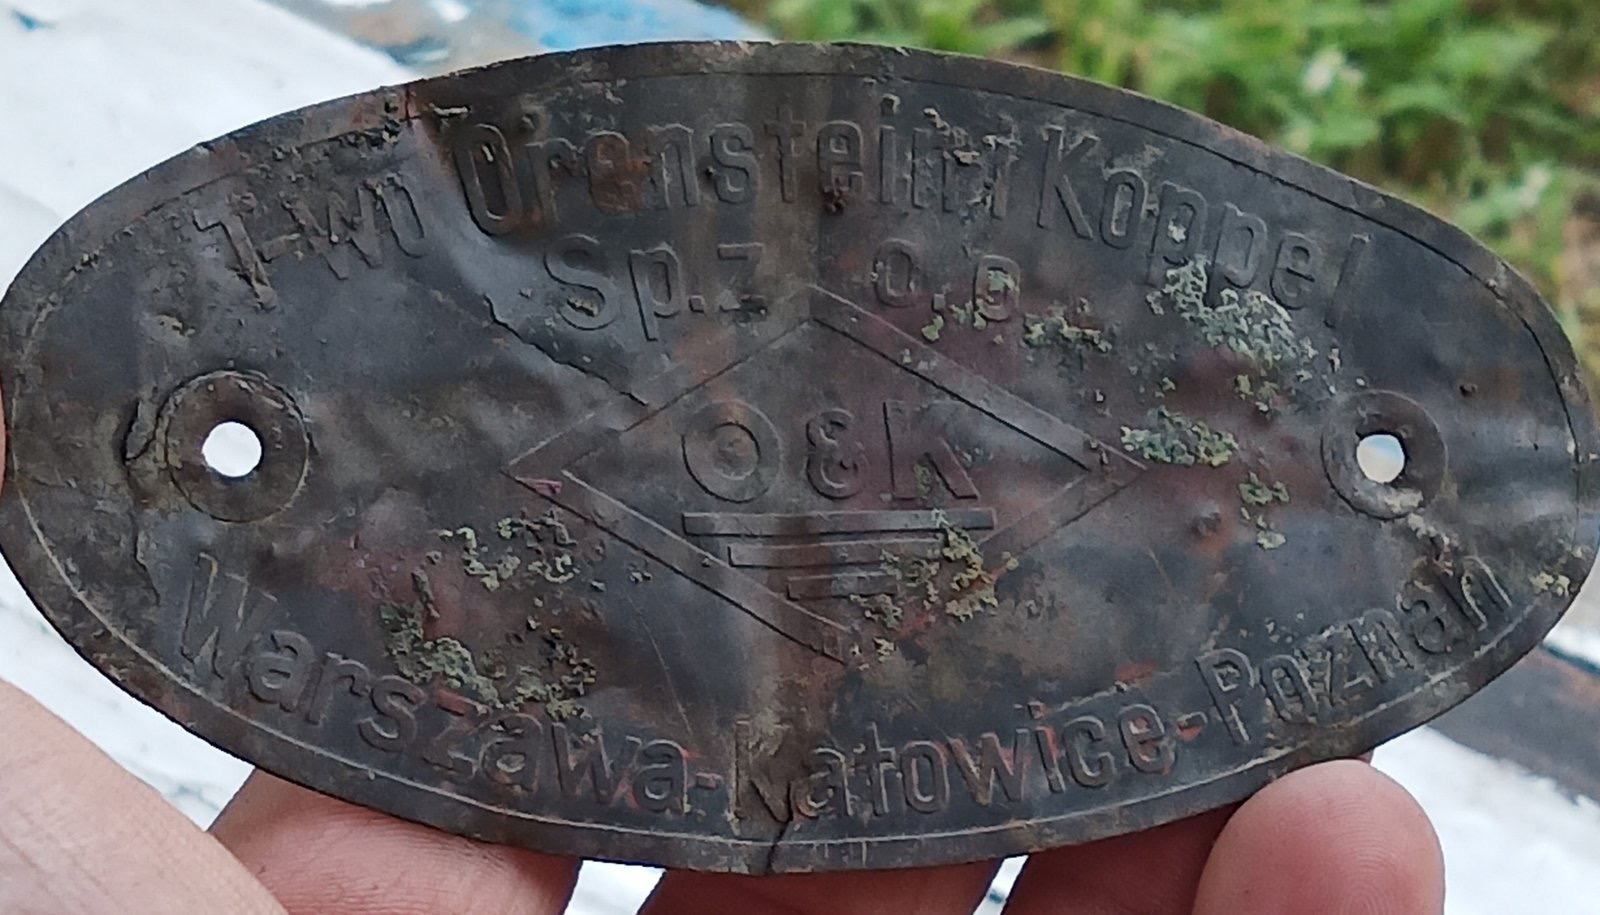 T-wo Orenstein i Koppel
Sp. z o. p.
O&K
Warszawa-Katowice-Poznań